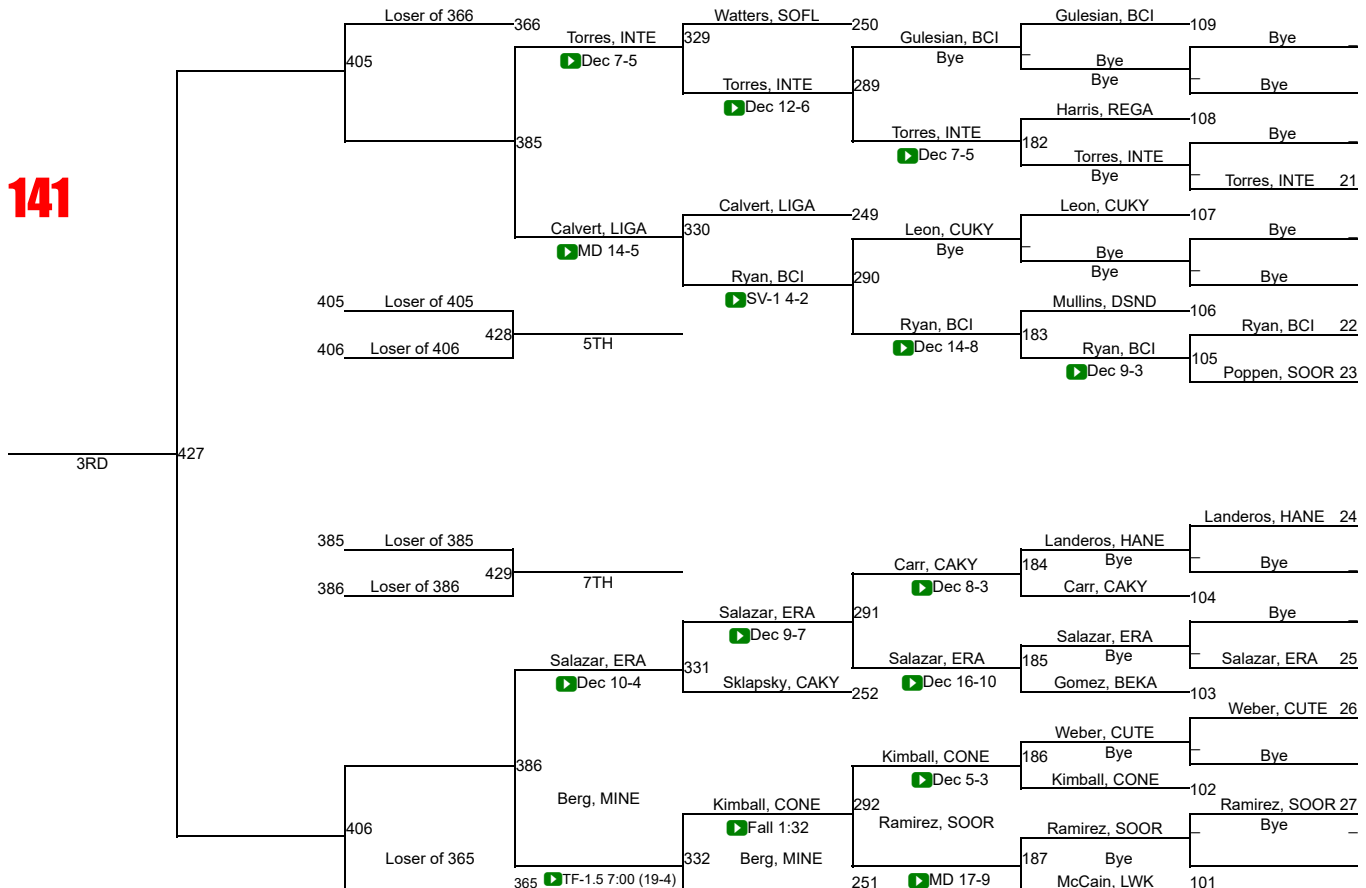 Loser of 366 366 Watters, SOFL 250 Gulesian, BCI 109
Torres, INTE 329 Gulesian, BCI Bye _
405 Dec 7-5 Bye Bye
Torres, INTE 289 Bye _ Bye
Dec 12-6 Harris, REGA 108
385 Torres, INTE 182 Bye _
Dec 7-5 Torres, INTE
141 Bye _ Torres, INTE 21
Calvert, LIGA 249 Leon, CUKY 107
Calvert, LIGA 330 Leon, CUKY Bye _
MD 14-5 Bye _ Bye
Ryan, BCI 290 Bye _ Bye
405 Loser of 405 SV-1 4-2 Mullins, DSND 106
428 5TH Ryan, BCI 183 Ryan, BCI 22
406 Loser of 406 Dec 14-8 Ryan, BCI 105
Dec 9-3 Poppen, SOOR 23
3RD 427
Landeros, HANE 24
385 Loser of 385 Landeros, HANE
429 7TH Carr, CAKY 184 Bye _ Bye _
386 Loser of 386 Dec 8-3 Carr, CAKY 104
Salazar, ERA 291 Bye _
Dec 9-7 Salazar, ERA
Salazar, ERA 331 Salazar, ERA 185 Bye _ Salazar, ERA 25
Dec 10-4 Sklapsky, CAKY 252 Dec 16-10 Gomez, BEKA 103
Weber, CUTE 26
Weber, CUTE
386 Kimball, CONE 186 Bye _ Bye _
Dec 5-3 Kimball, CONE 102
Berg, MINE Kimball, CONE 292 Ramirez, SOOR 27
406 Fall 1:32 Ramirez, SOOR Ramirez, SOOR _ Bye _
Loser of 365 332 Berg, MINE 187 Bye
365 TF-1.5 7:00 (19-4) 251 MD 17-9 McCain, LWK 101